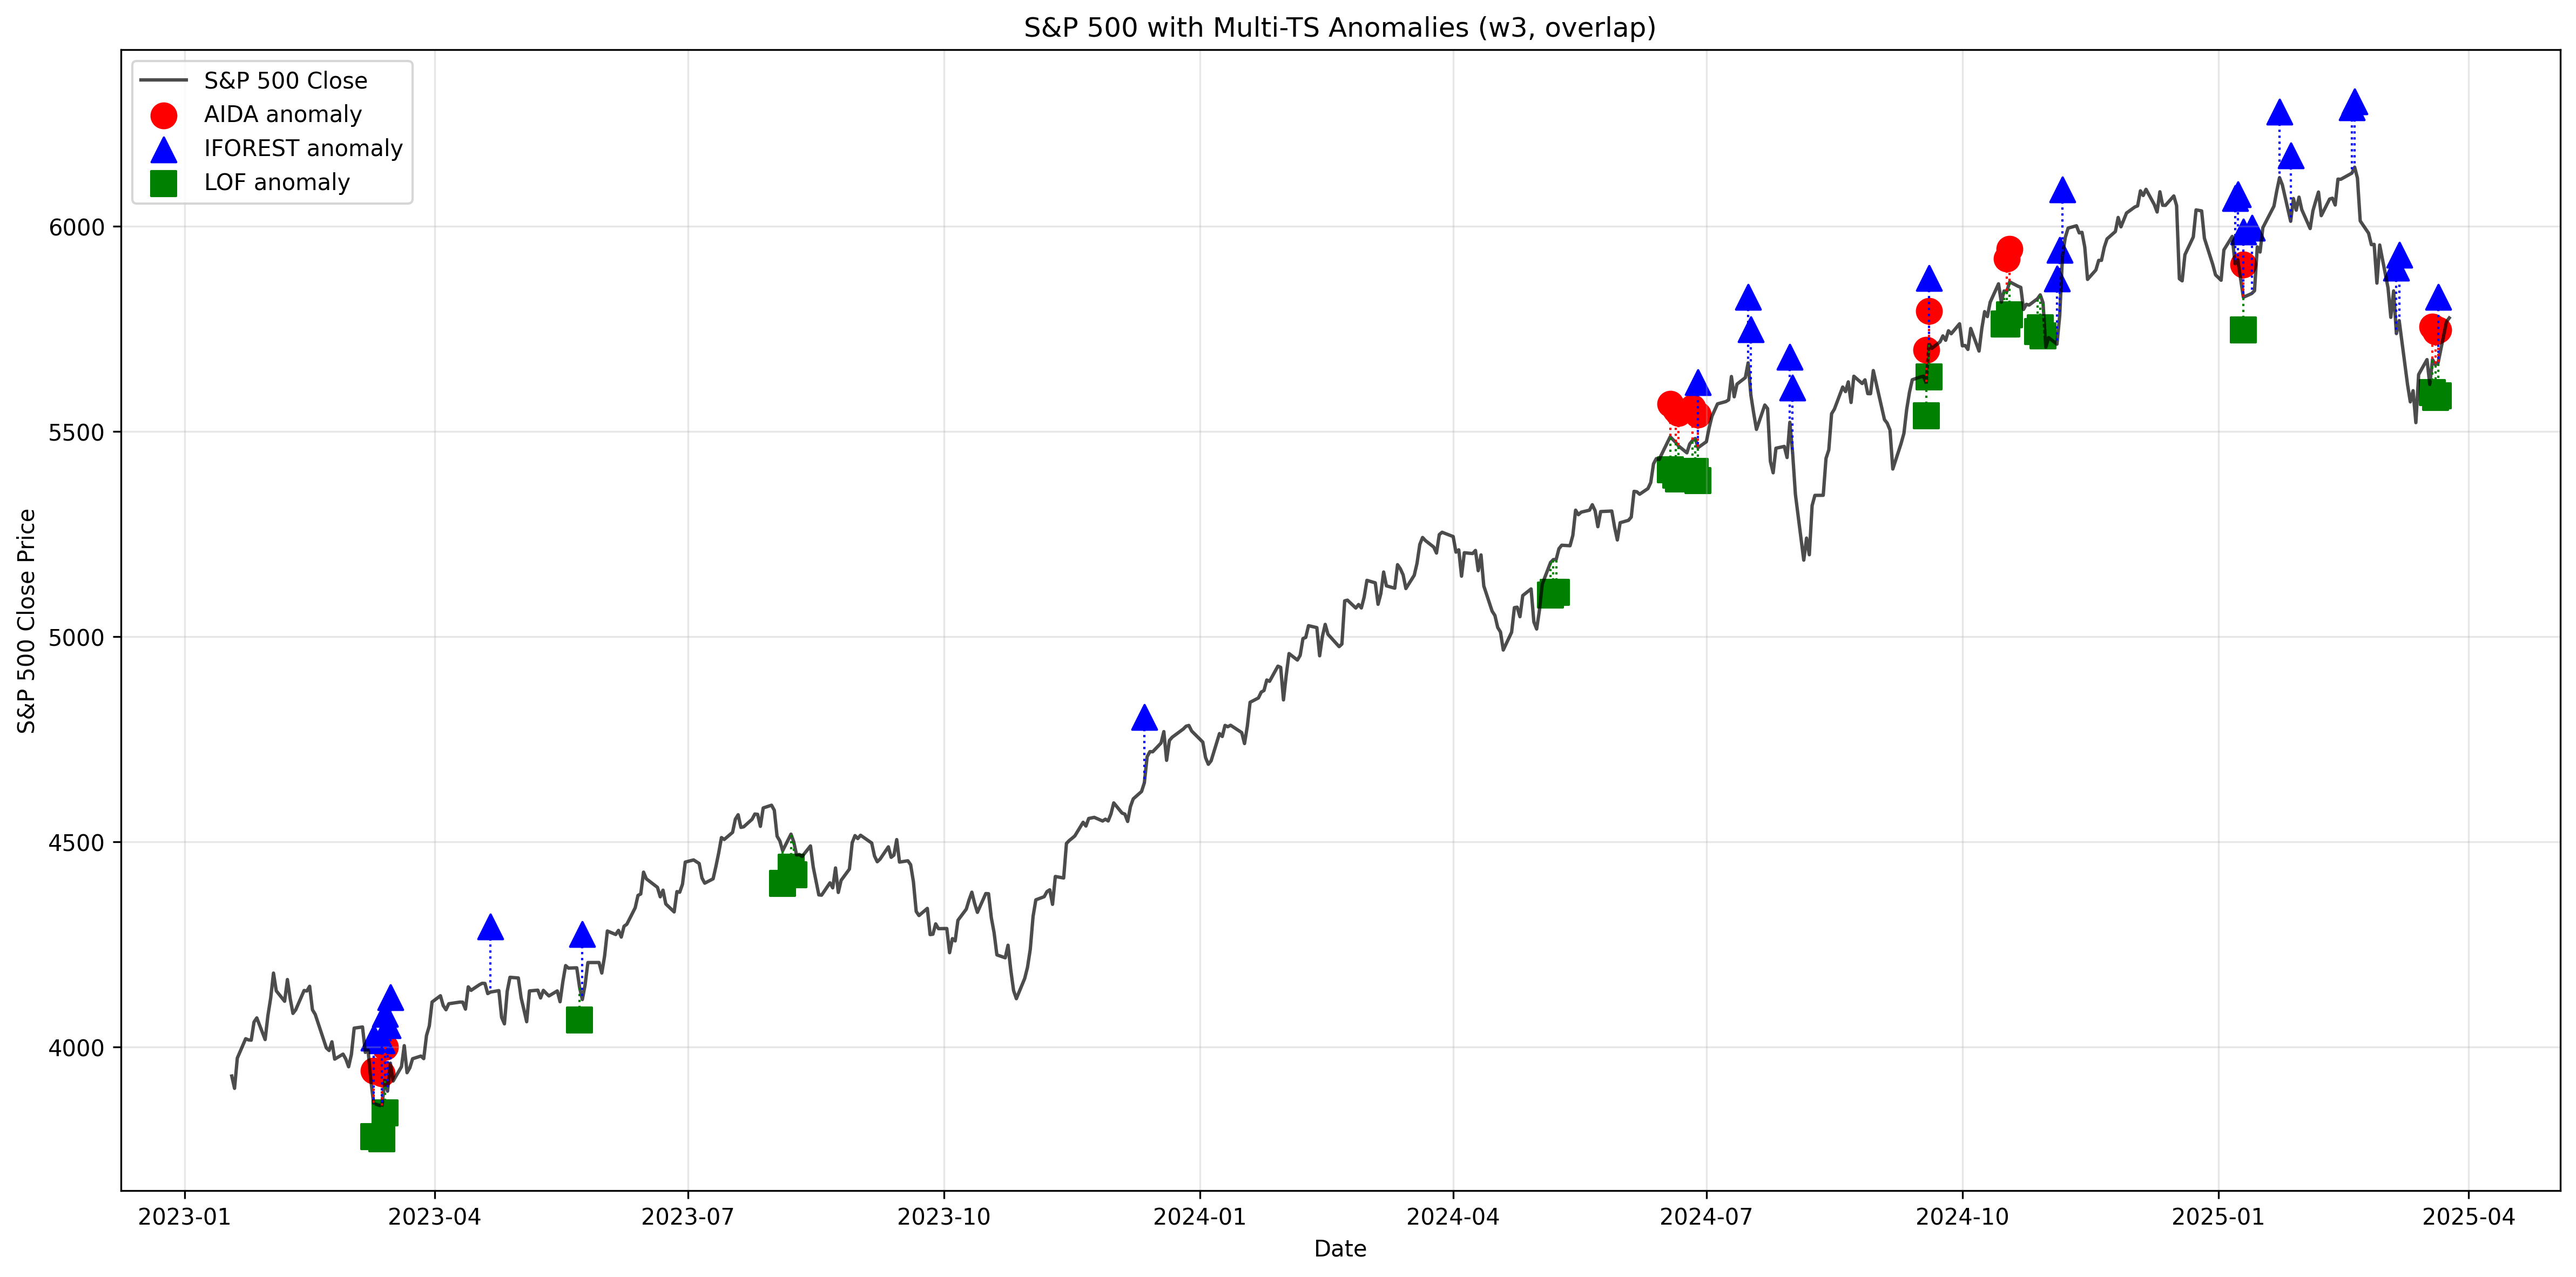 S&P 500 with Multi-TS Anomalies (w3, overlap)
S&P 500 Close
AIDA anomaly
IFOREST anomaly
LOF anomaly
S&P 500 Close Price
6000
5500
5000
4500
4000
2023-01
2023-04
2023-07
2023-10
2024-01
2024-04
2024-07
2024-10
2025-01
2025-04
Date